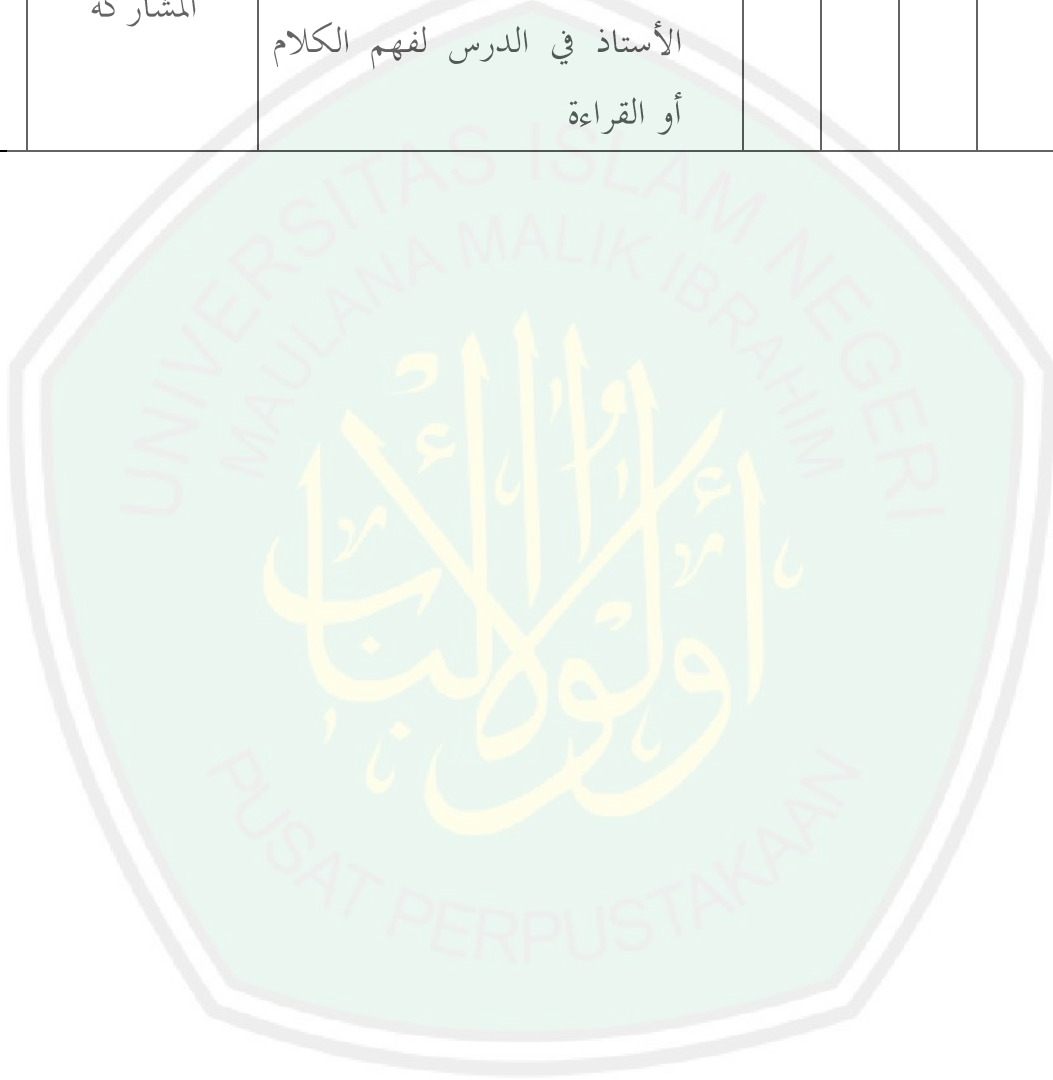 المشاركة
الأستاذ في الدرس لفهم الكلام
أو القراءة
UNIVERSITAS ISLAM NEGERI
MAULANA MALIK IBRAHIM
أولوا الألباب
PUSAT PERPUSTAKAAN